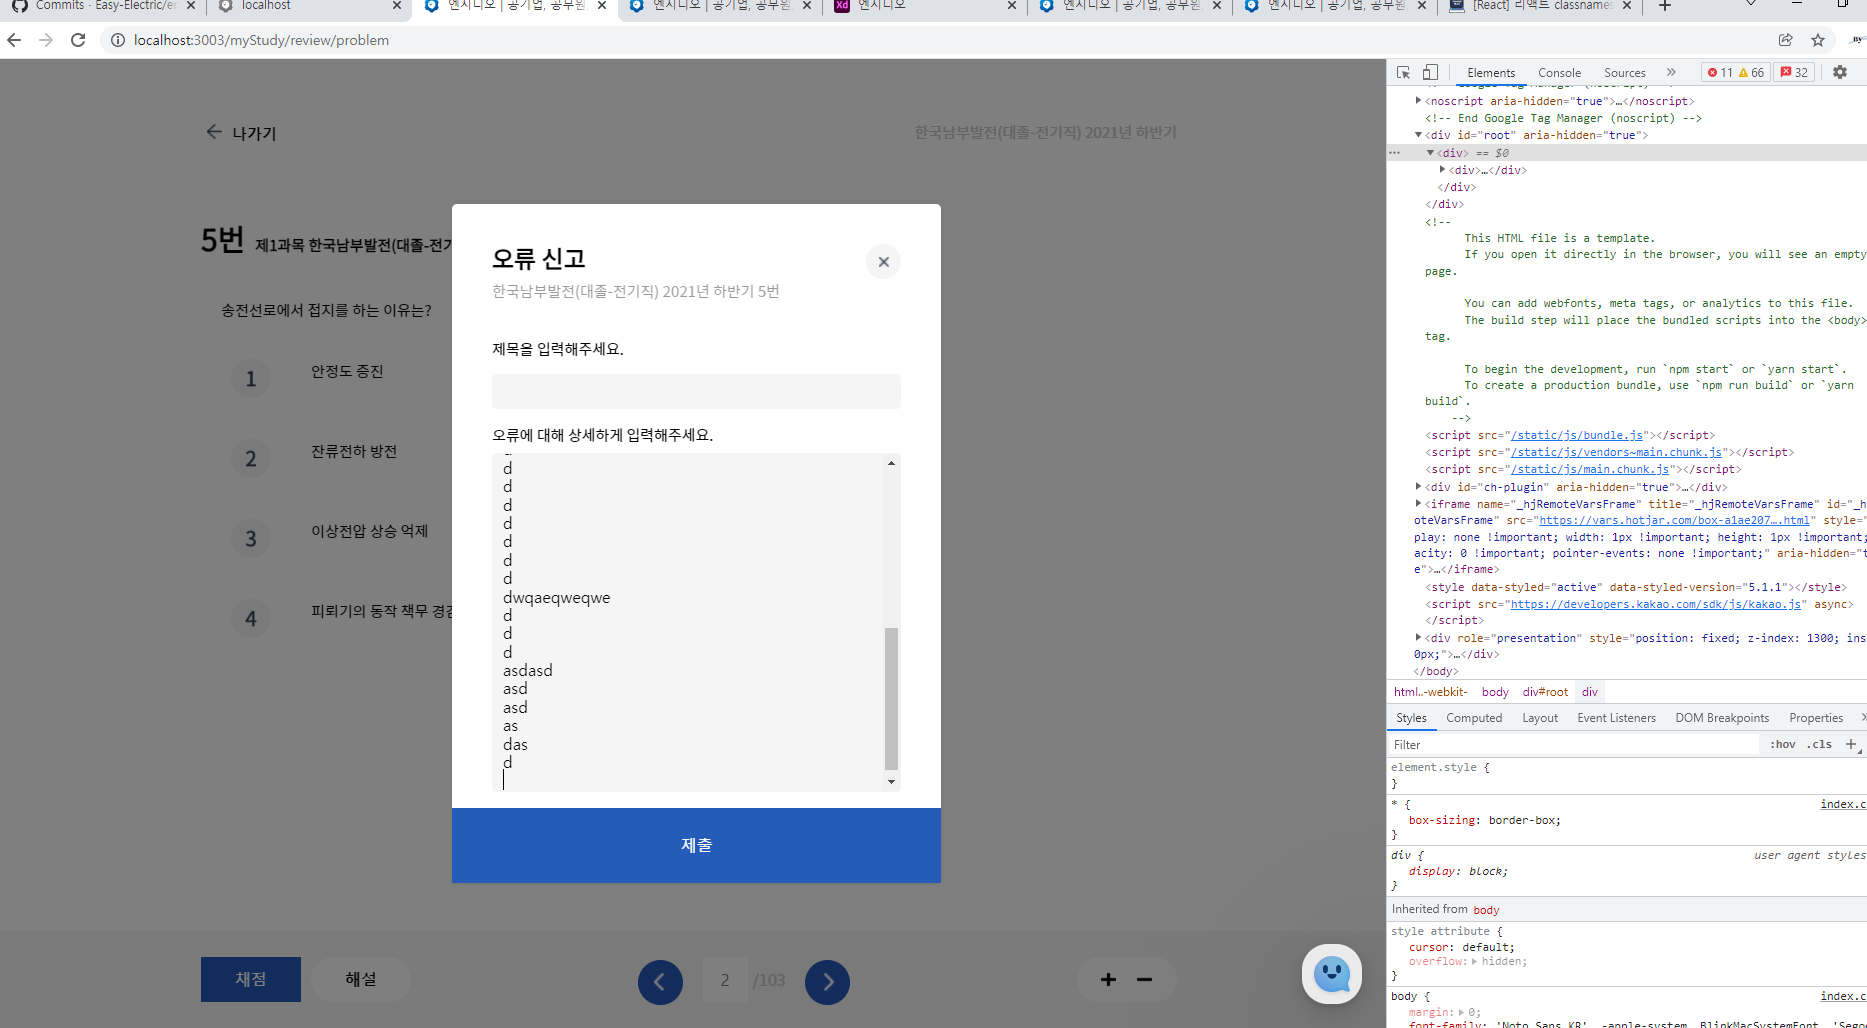 Commits · Easy-Electric/er
localhost
엔지니오 | 공기업, 공무원
엔지니오 | 공기업, 공무원
Xd
엔지니오
엔지니오 | 공기업, 공무원
엔지니오 | 공기업, 공무원
[React] 리액트 classnames
localhost:3003/myStudy/review/problem
By
나가기
한국남부발전(대졸-전기직) 2021년 하반기
5번 제1과목 한국남부발전(대졸-전기
송전선로에서 접지를 하는 이유는?
1
안정도 증진
2
잔류전하 방전
3
이상전압 상승 억제
4
피뢰기의 동작 책무 경감
오류 신고
한국남부발전(대졸-전기직) 2021년 하반기 5번
제목을 입력해주세요.
오류에 대해 상세하게 입력해주세요.
d
d
d
d
d
d
d
dwqaeqweqwe
d
d
d
asdasd
asd
asd
as
das
d
제출
채점
해설
2
/103
Elements
Console
Sources
»
11
66
32
<noscript aria-hidden="true">…</noscript>
<!-- End Google Tag Manager (noscript) -->
<div id="root" aria-hidden="true">
<div> == $0
<div>…</div>
</div>
</div>
<!--
This HTML file is a template.
If you open it directly in the browser, you will see an empty
page.
You can add webfonts, meta tags, or analytics to this file.
The build step will place the bundled scripts into the <body>
tag.
To begin the development, run `npm start` or `yarn start`.
To create a production bundle, use `npm run build` or `yarn
build`.
-->
<script src="/static/js/bundle.js"></script>
<script src="/static/js/vendors~main.chunk.js"></script>
<script src="/static/js/main.chunk.js"></script>
<div id="ch-plugin" aria-hidden="true">…</div>
<iframe name="_hjRemoteVarsFrame" title="_hjRemoteVarsFrame" id="_h
oteVarsFrame" src="https://vars.hotjar.com/box-a1ae207….html" style="
play: none !important; width: 1px !important; height: 1px !important;
acity: 0 !important; pointer-events: none !important;" aria-hidden="t
e">…</iframe>
<style data-styled="active" data-styled-version="5.1.1"></style>
<script src="https://developers.kakao.com/sdk/js/kakao.js" async>
</script>
<div role="presentation" style="position: fixed; z-index: 1300; ins
0px;">…</div>
</body>
html..-webkit-
body
div#root
div
Styles
Computed
Layout
Event Listeners
DOM Breakpoints
Properties
Filter
:hov
.cls
+
element.style {
}
* {
index.c
box-sizing: border-box;
}
div {
user agent styles
display: block;
}
Inherited from body
style attribute {
cursor: default;
overflow: hidden;
}
body {
index.c
margin: 0;
font-family: 'Noto Sans KR', -apple-system, BlinkMacSystemFont, 'Sego